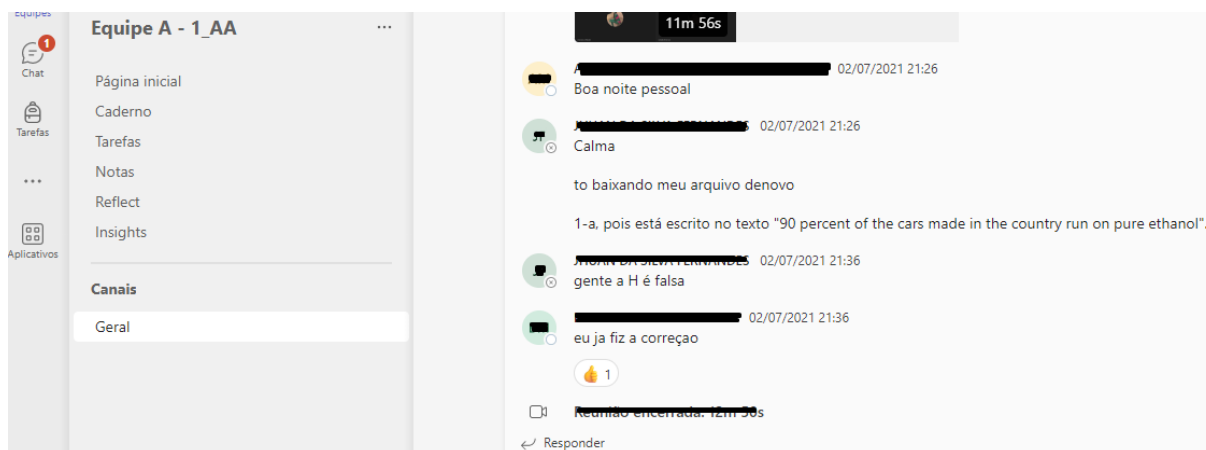 Equipes
Chat
1
Tarefas
Aplicativos
Equipe A - 1_AA
Página inicial
Caderno
Tarefas
Notas
Reflect
Insights
Canais
Geral
11m 56s
02/07/2021 21:26
Boa noite pessoal
02/07/2021 21:26
Calma
to baixando meu arquivo denovo
1-a, pois está escrito no texto "90 percent of the cars made in the country run on pure ethanol".
02/07/2021 21:36
gente a H é falsa
02/07/2021 21:36
eu ja fiz a correçao
👍 1
Reunião encerrada:
Responder